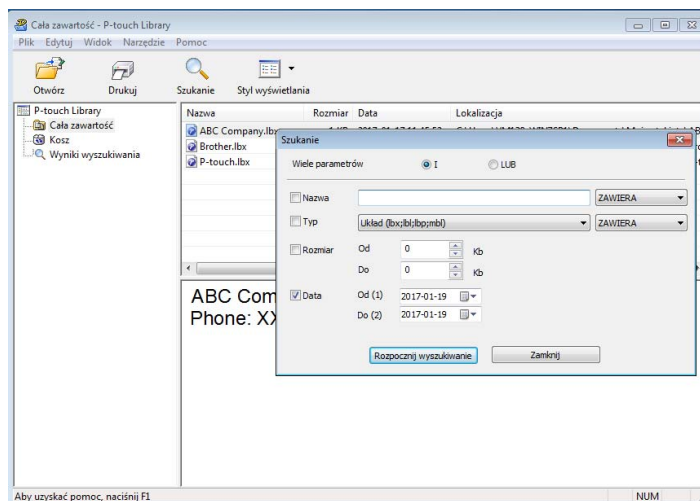 Cała zawartość - P-touch Library
Plik Edytuj Widok Narzędzie Pomoc
Otwórz Drukuj Szukanie Styl wyświetlania
P-touch Library
Cała zawartość
Kosz
Wyniki wyszukiwania
Nazwa Rozmiar Data Lokalizacja
ABC Company.lbx
Brother.lbx
P-touch.lbx
Szukanie
Wiele parametrów I LUB
Nazwa ZAWIERA
Typ Układ (lbx;lbl;lbp;mbl) ZAWIERA
Rozmiar Od 0 Kb
Do 0 Kb
Data Od (1) 2017-01-19
Do (2) 2017-01-19
Rozpocznij wyszukiwanie Zamknij
ABC Com
Phone: XX
Aby uzyskać pomoc, naciśnij F1 NUM